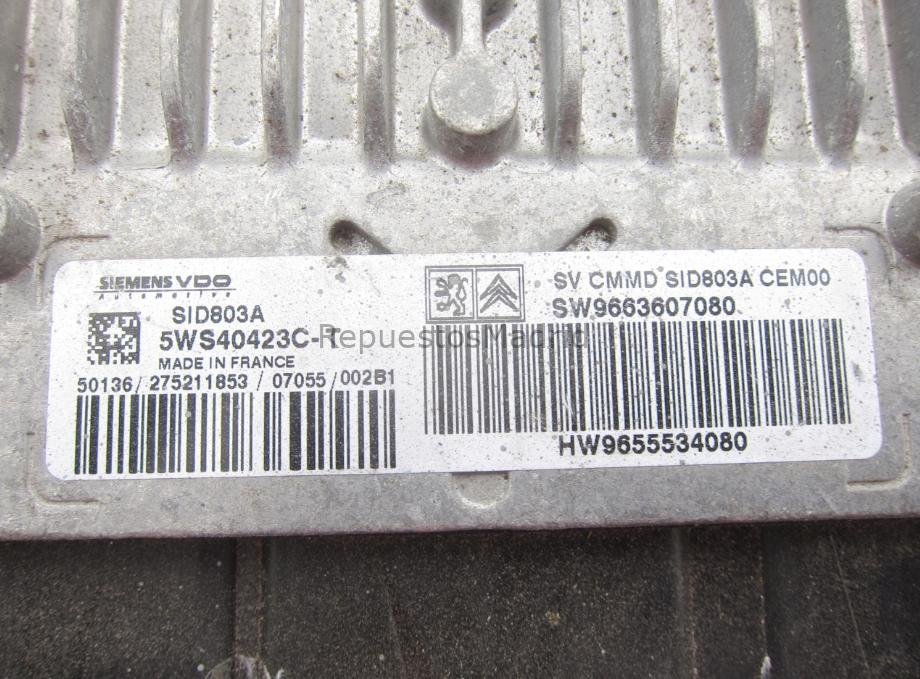 SIEMENS VDO
Automotive
SID803A
5WS40423C-T
MADE IN FRANCE
50136/275211853/07055/002B1
SV CMMD SID803A CEM00
SW9663607080
HW9655534080
RepuestosMadrid